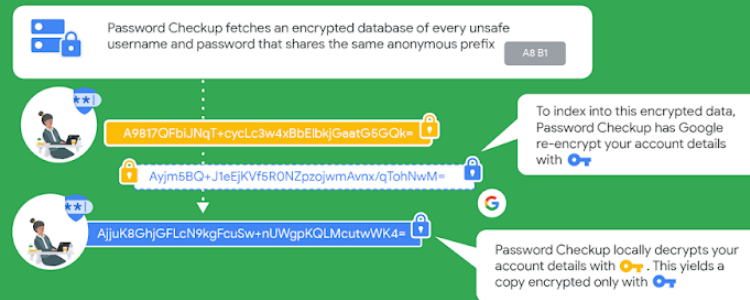 Password Checkup fetches an encrypted database of every unsafe
username and password that shares the same anonymous prefix
A8 B1
**|
A9817QFbiJNqT+cycLc3w4xBbElbkjGaatG5GQk=
To index into this encrypted data,
Password Checkup has Google
re-encrypt your account details
with
Ayjm5BQ+J1eEjKVf5R0NZpzojwmAvnx/qTohNwM=
G
**|
AjjuK8GhjGFLcN9kgFcuSw+nUWgpKQLMcutwWK4=
Password Checkup locally decrypts your
account details with . This yields a
copy encrypted only with